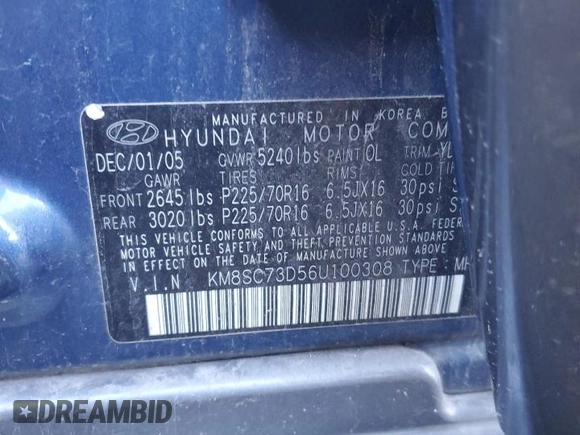 MANUFACTURED IN KOREA B
HYUNDAI MOTOR COM
DEC/01/05 GVWR 5240lbs PAINT OL TRIM YL
GAWR TIRES RIMS COLD TI
FRONT 2645lbs P225/70R16 6.5JX16 30psi S
REAR 3020lbs P225/70R16 6.5JX16 30psi S
THIS VEHICLE CONFORMS TO ALL APPLICABLE U.S.A. FEDER
MOTOR VEHICLE SAFETY AND THEFT PREVENTION STANDARDS
IN EFFECT ON THE DATE OF MANUFACTURE SHOWN ABOVE
V.I.N KM8SC73D56U100308 TYPE : M
DREAMBID